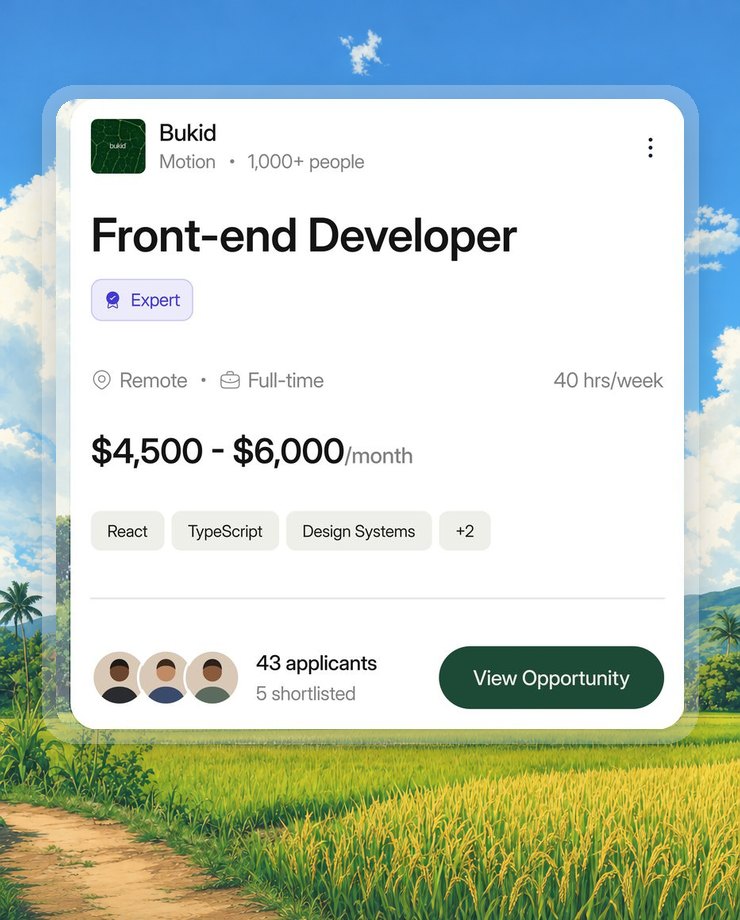 bukid
Bukid
Motion • 1,000+ people
Front-end Developer
Expert
Remote • Full-time
40 hrs/week
$4,500 - $6,000/month
React
TypeScript
Design Systems
+2
43 applicants
5 shortlisted
View Opportunity